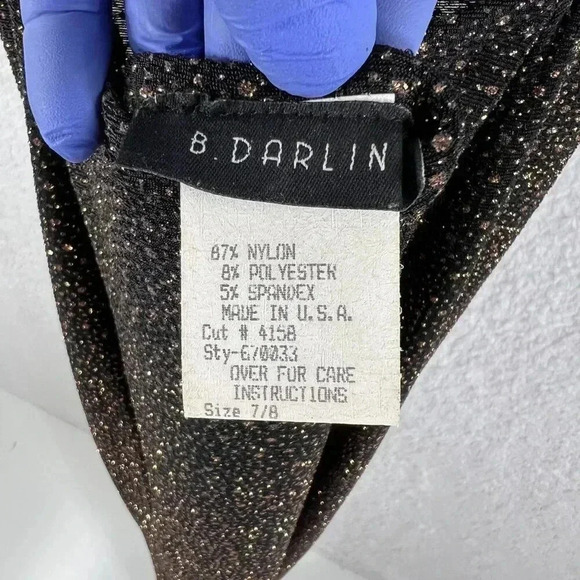 B. DARLIN
87% NYLON
8% POLYESTER
5% SPANDEX
MADE IN U.S.A.
Cut # 4158
Sty-670033
OVER FOR CARE
INSTRUCTIONS
Size 7/8